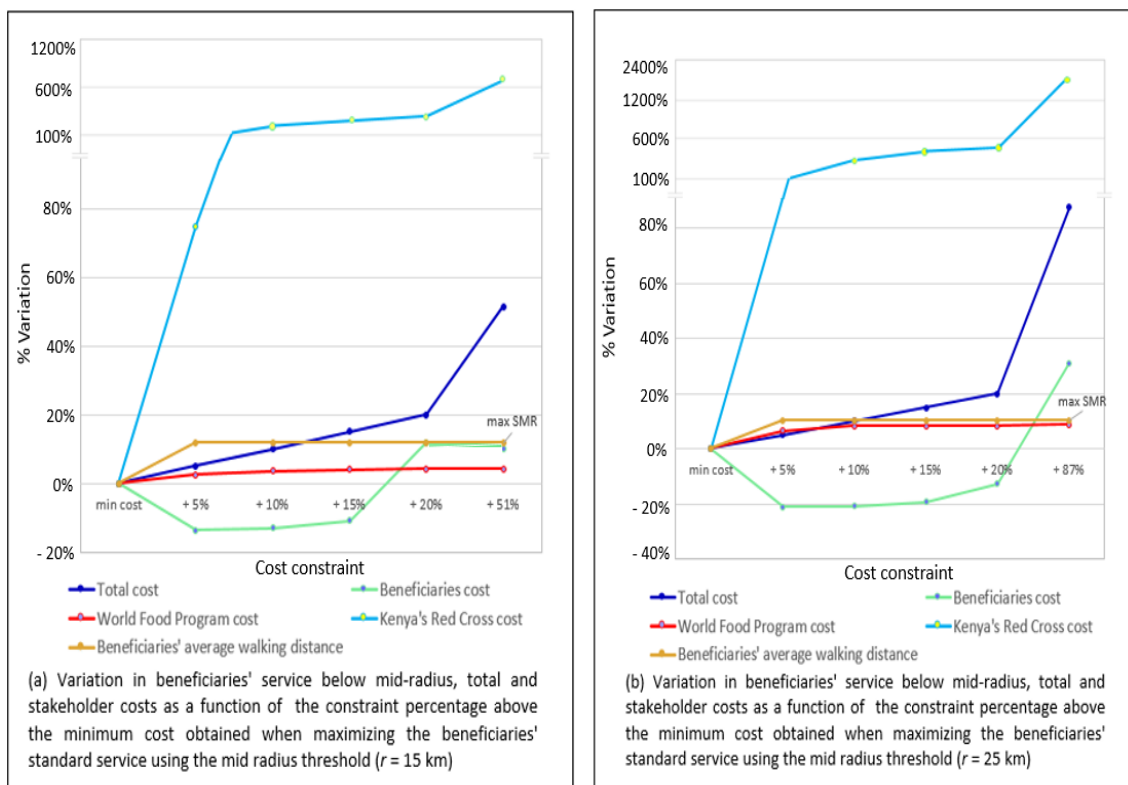 1200%
600%
100%
80%
60%
40%
20%
0%
- 20%
% Variation
max SMR
min cost + 5% + 10% + 15% + 20% + 51%
Cost constraint
Total cost Beneficiaries cost
World Food Program cost Kenya's Red Cross cost
Beneficiaries' average walking distance
(a) Variation in beneficiaries' service below mid-radius, total and
stakeholder costs as a function of the constraint percentage above
the minimum cost obtained when maximizing the beneficiaries'
standard service using the mid radius threshold (r = 15 km)
2400%
1200%
600%
100%
80%
60%
40%
20%
0%
- 20%
- 40%
% Variation
max SMR
min cost + 5% + 10% + 15% + 20% + 87%
Cost constraint
Total cost Beneficiaries cost
World Food Program cost Kenya's Red Cross cost
Beneficiaries' average walking distance
(b) Variation in beneficiaries' service below mid-radius, total and
stakeholder costs as a function of the constraint percentage above
the minimum cost obtained when maximizing the beneficiaries'
standard service using the mid radius threshold (r = 25 km)